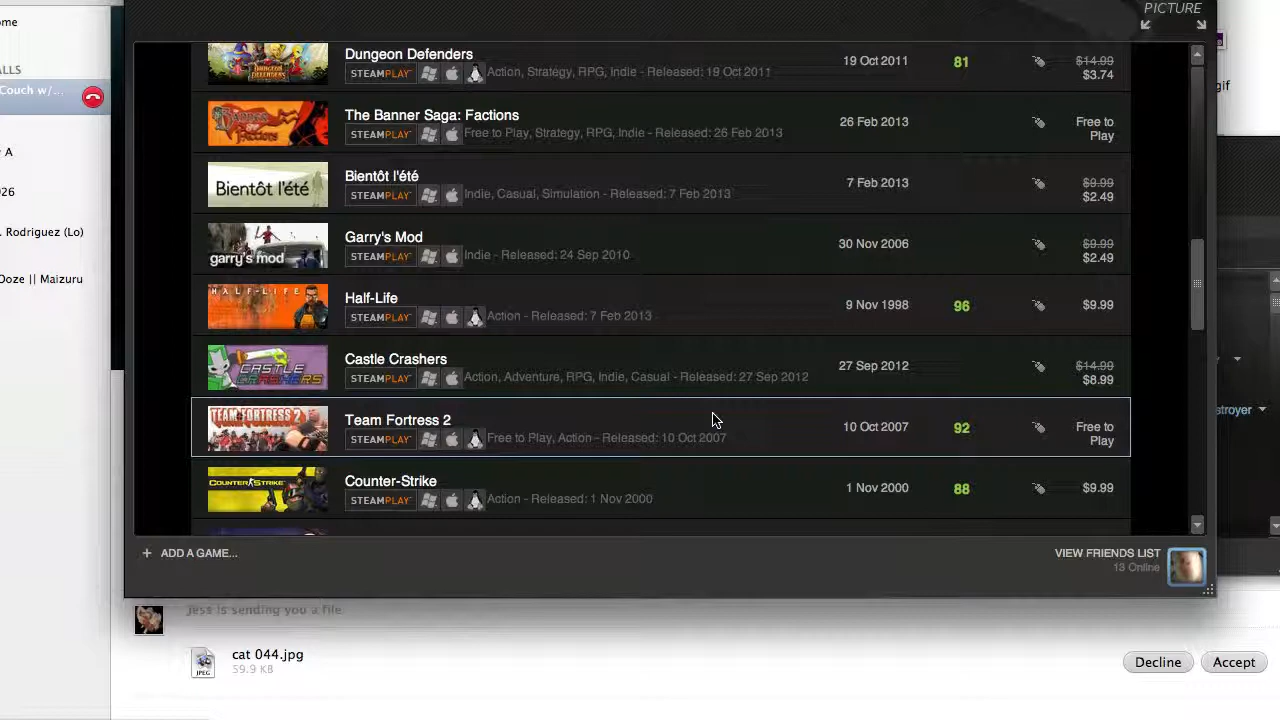 PICTURE
ome
ALLS
Couch w/...
A
026
. Rodriguez (Lo)
Ooze || Maizuru
gif
Dungeon Defenders
STEAMPLAY Action, Strategy, RPG, Indie - Released: 19 Oct 2011
19 Oct 2011
81
$14.99
$3.74
The Banner Saga: Factions
STEAMPLAY Free to Play, Strategy, RPG, Indie - Released: 26 Feb 2013
26 Feb 2013
Free to
Play
Bientôt l'été
Bientôt l'été
STEAMPLAY Indie, Casual, Simulation - Released: 7 Feb 2013
7 Feb 2013
$9.99
$2.49
garry's mod
Garry's Mod
STEAMPLAY Indie - Released: 24 Sep 2010
30 Nov 2006
$9.99
$2.49
HALF-LIFE
Half-Life
STEAMPLAY Action - Released: 7 Feb 2013
9 Nov 1998
96
$9.99
CASTLE
CRASHERS
Castle Crashers
STEAMPLAY Action, Adventure, RPG, Indie, Casual - Released: 27 Sep 2012
27 Sep 2012
$14.99
$8.99
TEAM FORTRESS 2
Team Fortress 2
STEAMPLAY Free to Play, Action - Released: 10 Oct 2007
10 Oct 2007
92
Free to
Play
COUNTER-STRIKE
Counter-Strike
STEAMPLAY Action - Released: 1 Nov 2000
1 Nov 2000
88
$9.99
stroyer
+ ADD A GAME...
VIEW FRIENDS LIST
13 Online
Jess is sending you a file.
JPEG
cat 044.jpg
59.9 KB
Decline
Accept